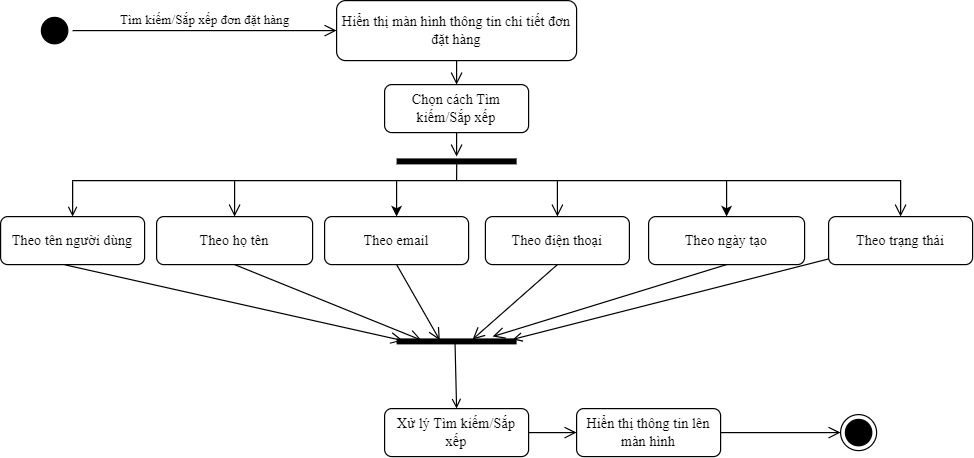 Tìm kiếm/Sắp xếp đơn đặt hàng
Hiển thị màn hình thông tin chi tiết đơn
đặt hàng
Chọn cách Tìm
kiếm/Sắp xếp
Theo tên người dùng
Theo họ tên
Theo email
Theo điện thoại
Theo ngày tạo
Theo trạng thái
Xử lý Tìm kiếm/Sắp
xếp
Hiển thị thông tin lên
màn hình